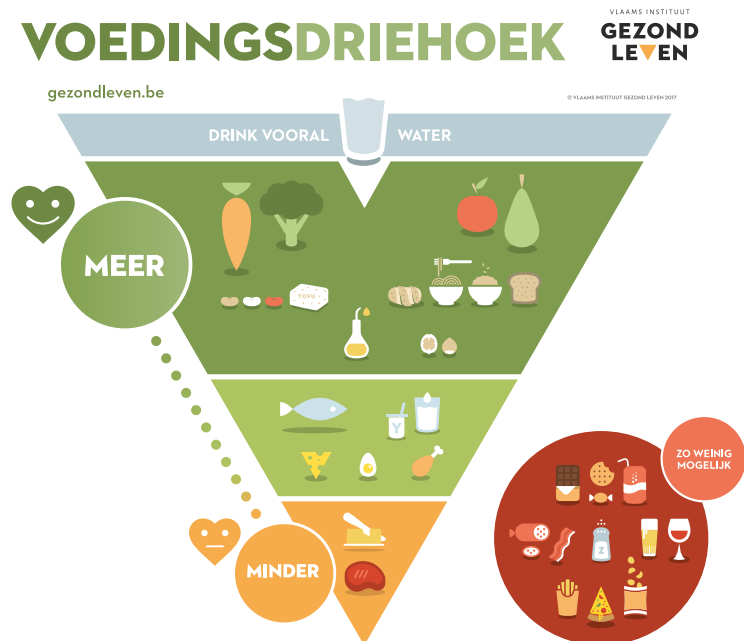 VLAAMS INSTITUUT
VOEDINGSDRIEHOEK
GEZOND
LEVEN
gezondleven.be
© VLAAMS INSTITUUT GEZOND LEVEN 2017
DRINK VOORAL WATER
MEER
TOFU
Y
ZO WEINIG
MOGELIJK
Z
MINDER